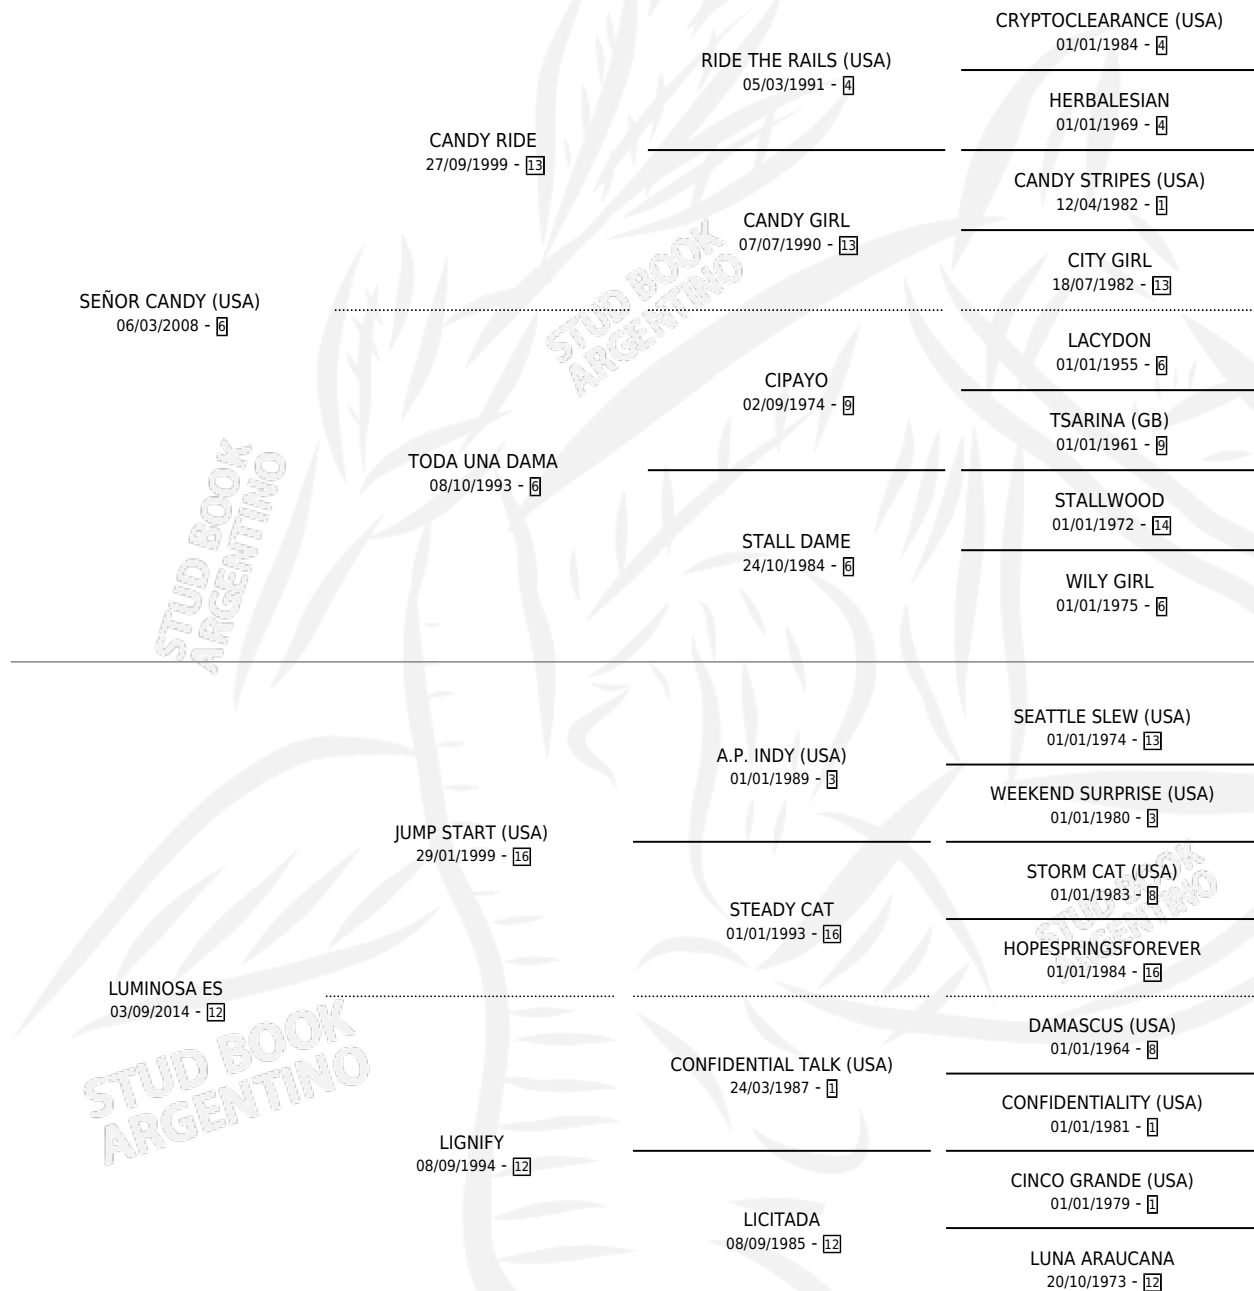 CRYPTOCLEARANCE (USA)
01/01/1984 - 4
RIDE THE RAILS (USA)
05/03/1991 - 4
HERBALESIAN
01/01/1969 - 4
CANDY RIDE
27/09/1999 - 13
CANDY STRIPES (USA)
12/04/1982 - 1
CANDY GIRL
07/07/1990 - 13
CITY GIRL
18/07/1982 - 13
SEÑOR CANDY (USA)
06/03/2008 - 6
LACYDON
01/01/1955 - 6
CIPAYO
02/09/1974 - 9
TSARINA (GB)
01/01/1961 - 9
TODA UNA DAMA
08/10/1993 - 6
STALLWOOD
01/01/1972 - 14
STALL DAME
24/10/1984 - 6
WILY GIRL
01/01/1975 - 6
SEATTLE SLEW (USA)
01/01/1974 - 13
A.P. INDY (USA)
01/01/1989 - 3
WEEKEND SURPRISE (USA)
01/01/1980 - 3
JUMP START (USA)
29/01/1999 - 16
STORM CAT (USA)
01/01/1983 - 8
STEADY CAT
01/01/1993 - 16
HOPESPRINGSFOREVER
01/01/1984 - 16
LUMINOSA ES
03/09/2014 - 12
DAMASCUS (USA)
01/01/1964 - 8
CONFIDENTIAL TALK (USA)
24/03/1987 - 1
CONFIDENTIALITY (USA)
01/01/1981 - 1
LIGNIFY
08/09/1994 - 12
CINCO GRANDE (USA)
01/01/1979 - 1
LICITADA
08/09/1985 - 12
LUNA ARAUCANA
20/10/1973 - 12
STUD BOOK
ARGENTINO
STUD BOOK
ARGENTINO
STUD BOOK
ARGENTINO
STUD BOOK
ARGENTINO